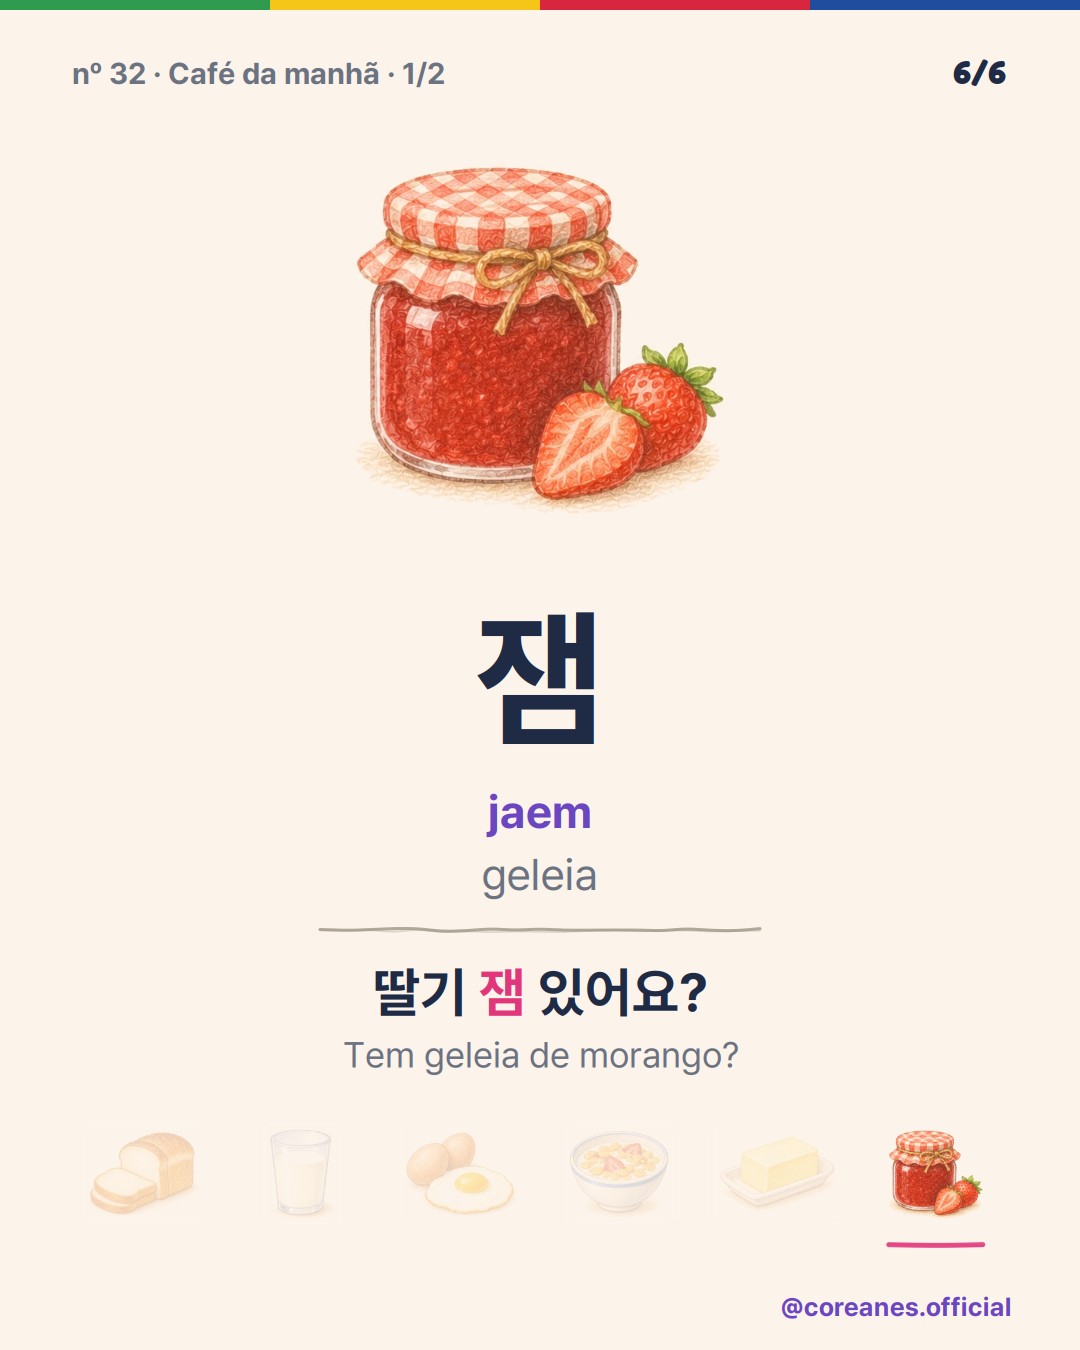 nº 32 · Café da manhã · 1/2
6/6
잼
jaem
geleia
딸기 잼 있어요?
Tem geleia de morango?
@coreanes.official